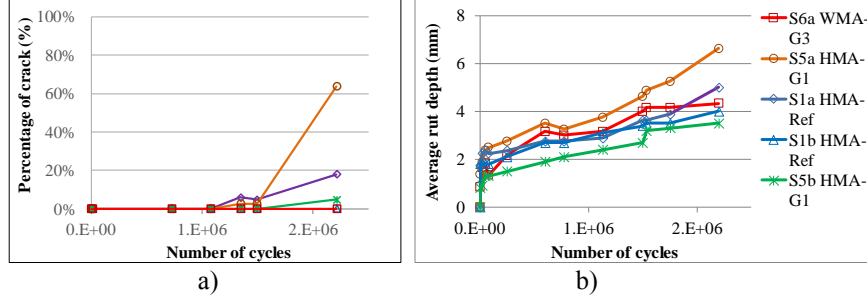 100%
80%
60%
40%
20%
0%
Percentage of crack (%)
0.E+00 1.E+06 2.E+06
Number of cycles
a)
8
6
4
2
0
Average rut depth (mm)
0.E+00 1.E+06 2.E+06
Number of cycles
b)
S6a WMA-
G3
S5a HMA-
G1
S1a HMA-
Ref
S1b HMA-
Ref
S5b HMA-
G1